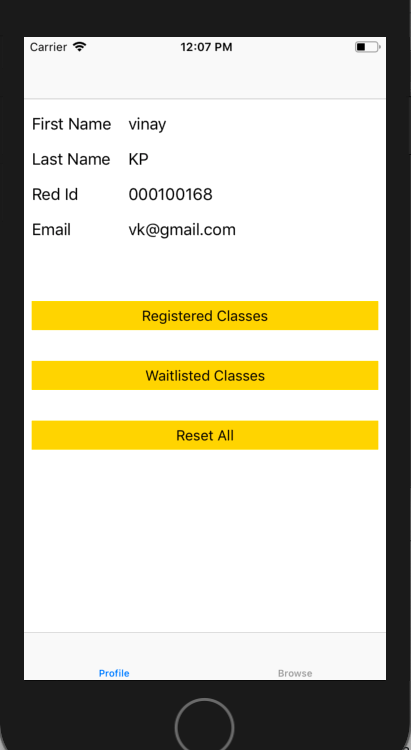 Carrier 12:07 PM
First Name vinay
Last Name KP
Red Id 000100168
Email vk@gmail.com
Registered Classes
Waitlisted Classes
Reset All
Profile Browse